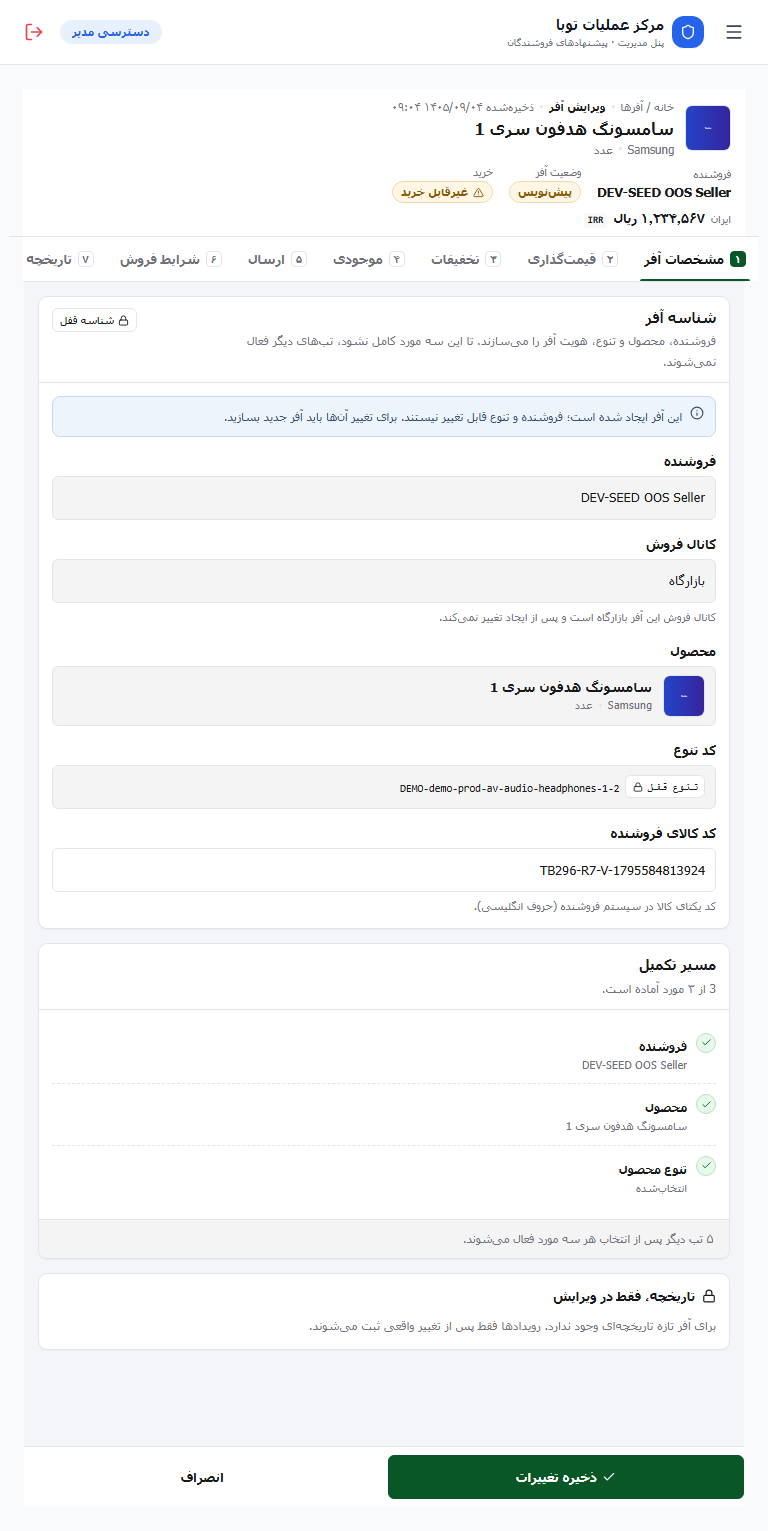 مرکز عملیات توبا
پنل مدیریت · پیشنهادهای فروشندگان
دسترسی مدیر
خانه / آفرها · ویرایش آفر · ذخیره‌شده ۱۴۰۵/۰۹/۰۴ ۰۹:۰۴
سامسونگ هدفون سری 1
Samsung · عدد
فروشنده
DEV-SEED OOS Seller
وضعیت آفر
پیش‌نویس
خرید
غیرقابل خرید
ایران ۱,۲۳۴,۵۶۷ ریال IRR
۱ مشخصات آفر
۲ قیمت‌گذاری
۳ تخفیفات
۴ موجودی
۵ ارسال
۶ شرایط فروش
۷ تاریخچه
شناسه آفر
شناسه قفل
فروشنده، محصول و تنوع، هویت آفر را می‌سازند. تا این سه مورد کامل نشود، تب‌های دیگر فعال
نمی‌شوند.
این آفر ایجاد شده است؛ فروشنده و تنوع قابل تغییر نیستند. برای تغییر آن‌ها باید آفر جدید بسازید.
فروشنده
DEV-SEED OOS Seller
کانال فروش
بازارگاه
کانال فروش این آفر بازارگاه است و پس از ایجاد تغییر نمی‌کند.
محصول
سامسونگ هدفون سری 1
Samsung · عدد
کد تنوع
تنوع قفل
DEMO-demo-prod-av-audio-headphones-1-2
کد کالای فروشنده
TB296-R7-V-1795584813924
کد یکتای کالا در سیستم فروشنده (حروف انگلیسی).
مسیر تکمیل
3 از ۳ مورد آماده است.
فروشنده
DEV-SEED OOS Seller
محصول
سامسونگ هدفون سری 1
تنوع محصول
انتخاب‌شده
۵ تب دیگر پس از انتخاب هر سه مورد فعال می‌شوند.
تاریخچه، فقط در ویرایش
برای آفر تازه تاریخچه‌ای وجود ندارد. رویدادها فقط پس از تغییر واقعی ثبت می‌شوند.
ذخیره تغییرات
انصراف